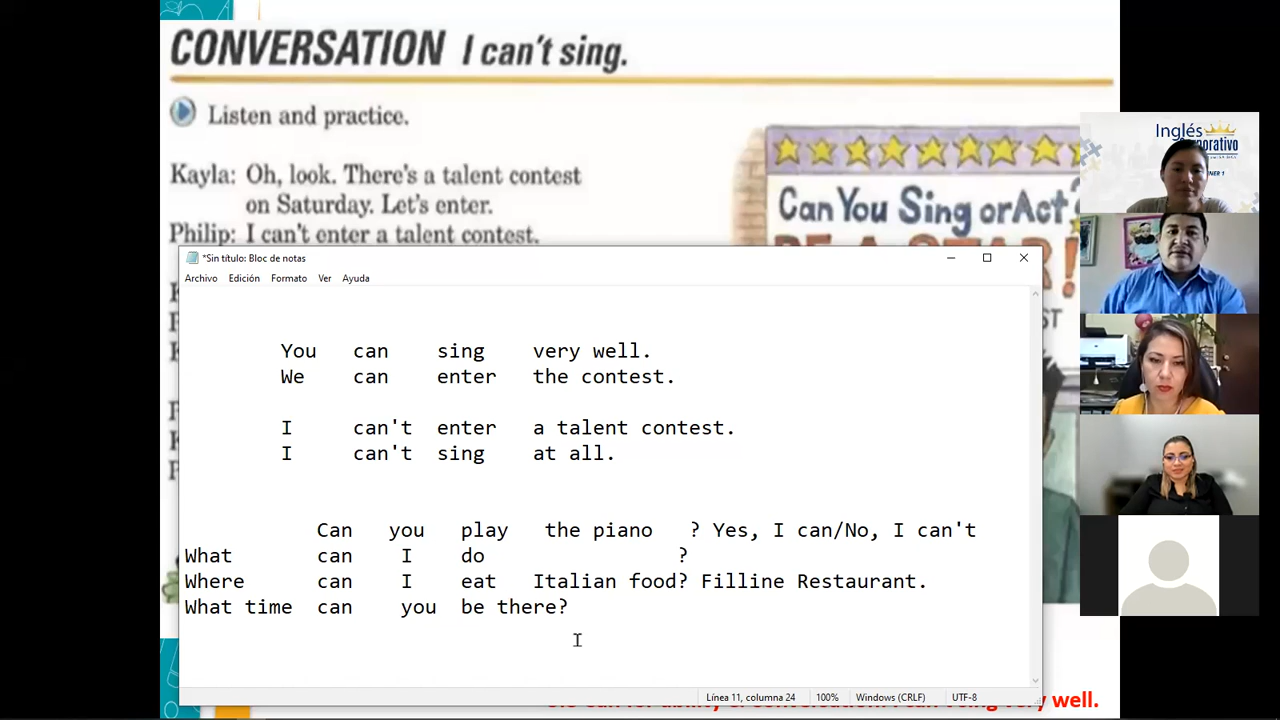 CONVERSATION I can't sing.
Listen and practice.
Kayla: Oh, look. There's a talent contest
on Saturday. Let's enter.
Philip: I can't enter a talent contest.
Can You Sing or Act?
*Sin título: Bloc de notas
Archivo Edición Formato Ver Ayuda
You can sing very well.
We can enter the contest.
I can't enter a talent contest.
I can't sing at all.
Can you play the piano ? Yes, I can/No, I can't
What can I do ?
Where can I eat Italian food? Filline Restaurant.
What time can you be there?
Línea 11, columna 24 100% Windows (CRLF) UTF-8
well.
Inglés